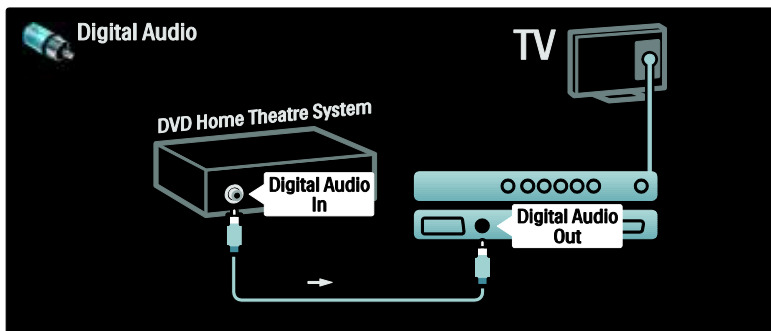 Digital Audio
TV
DVD Home Theatre System
Digital Audio
In
Digital Audio
Out